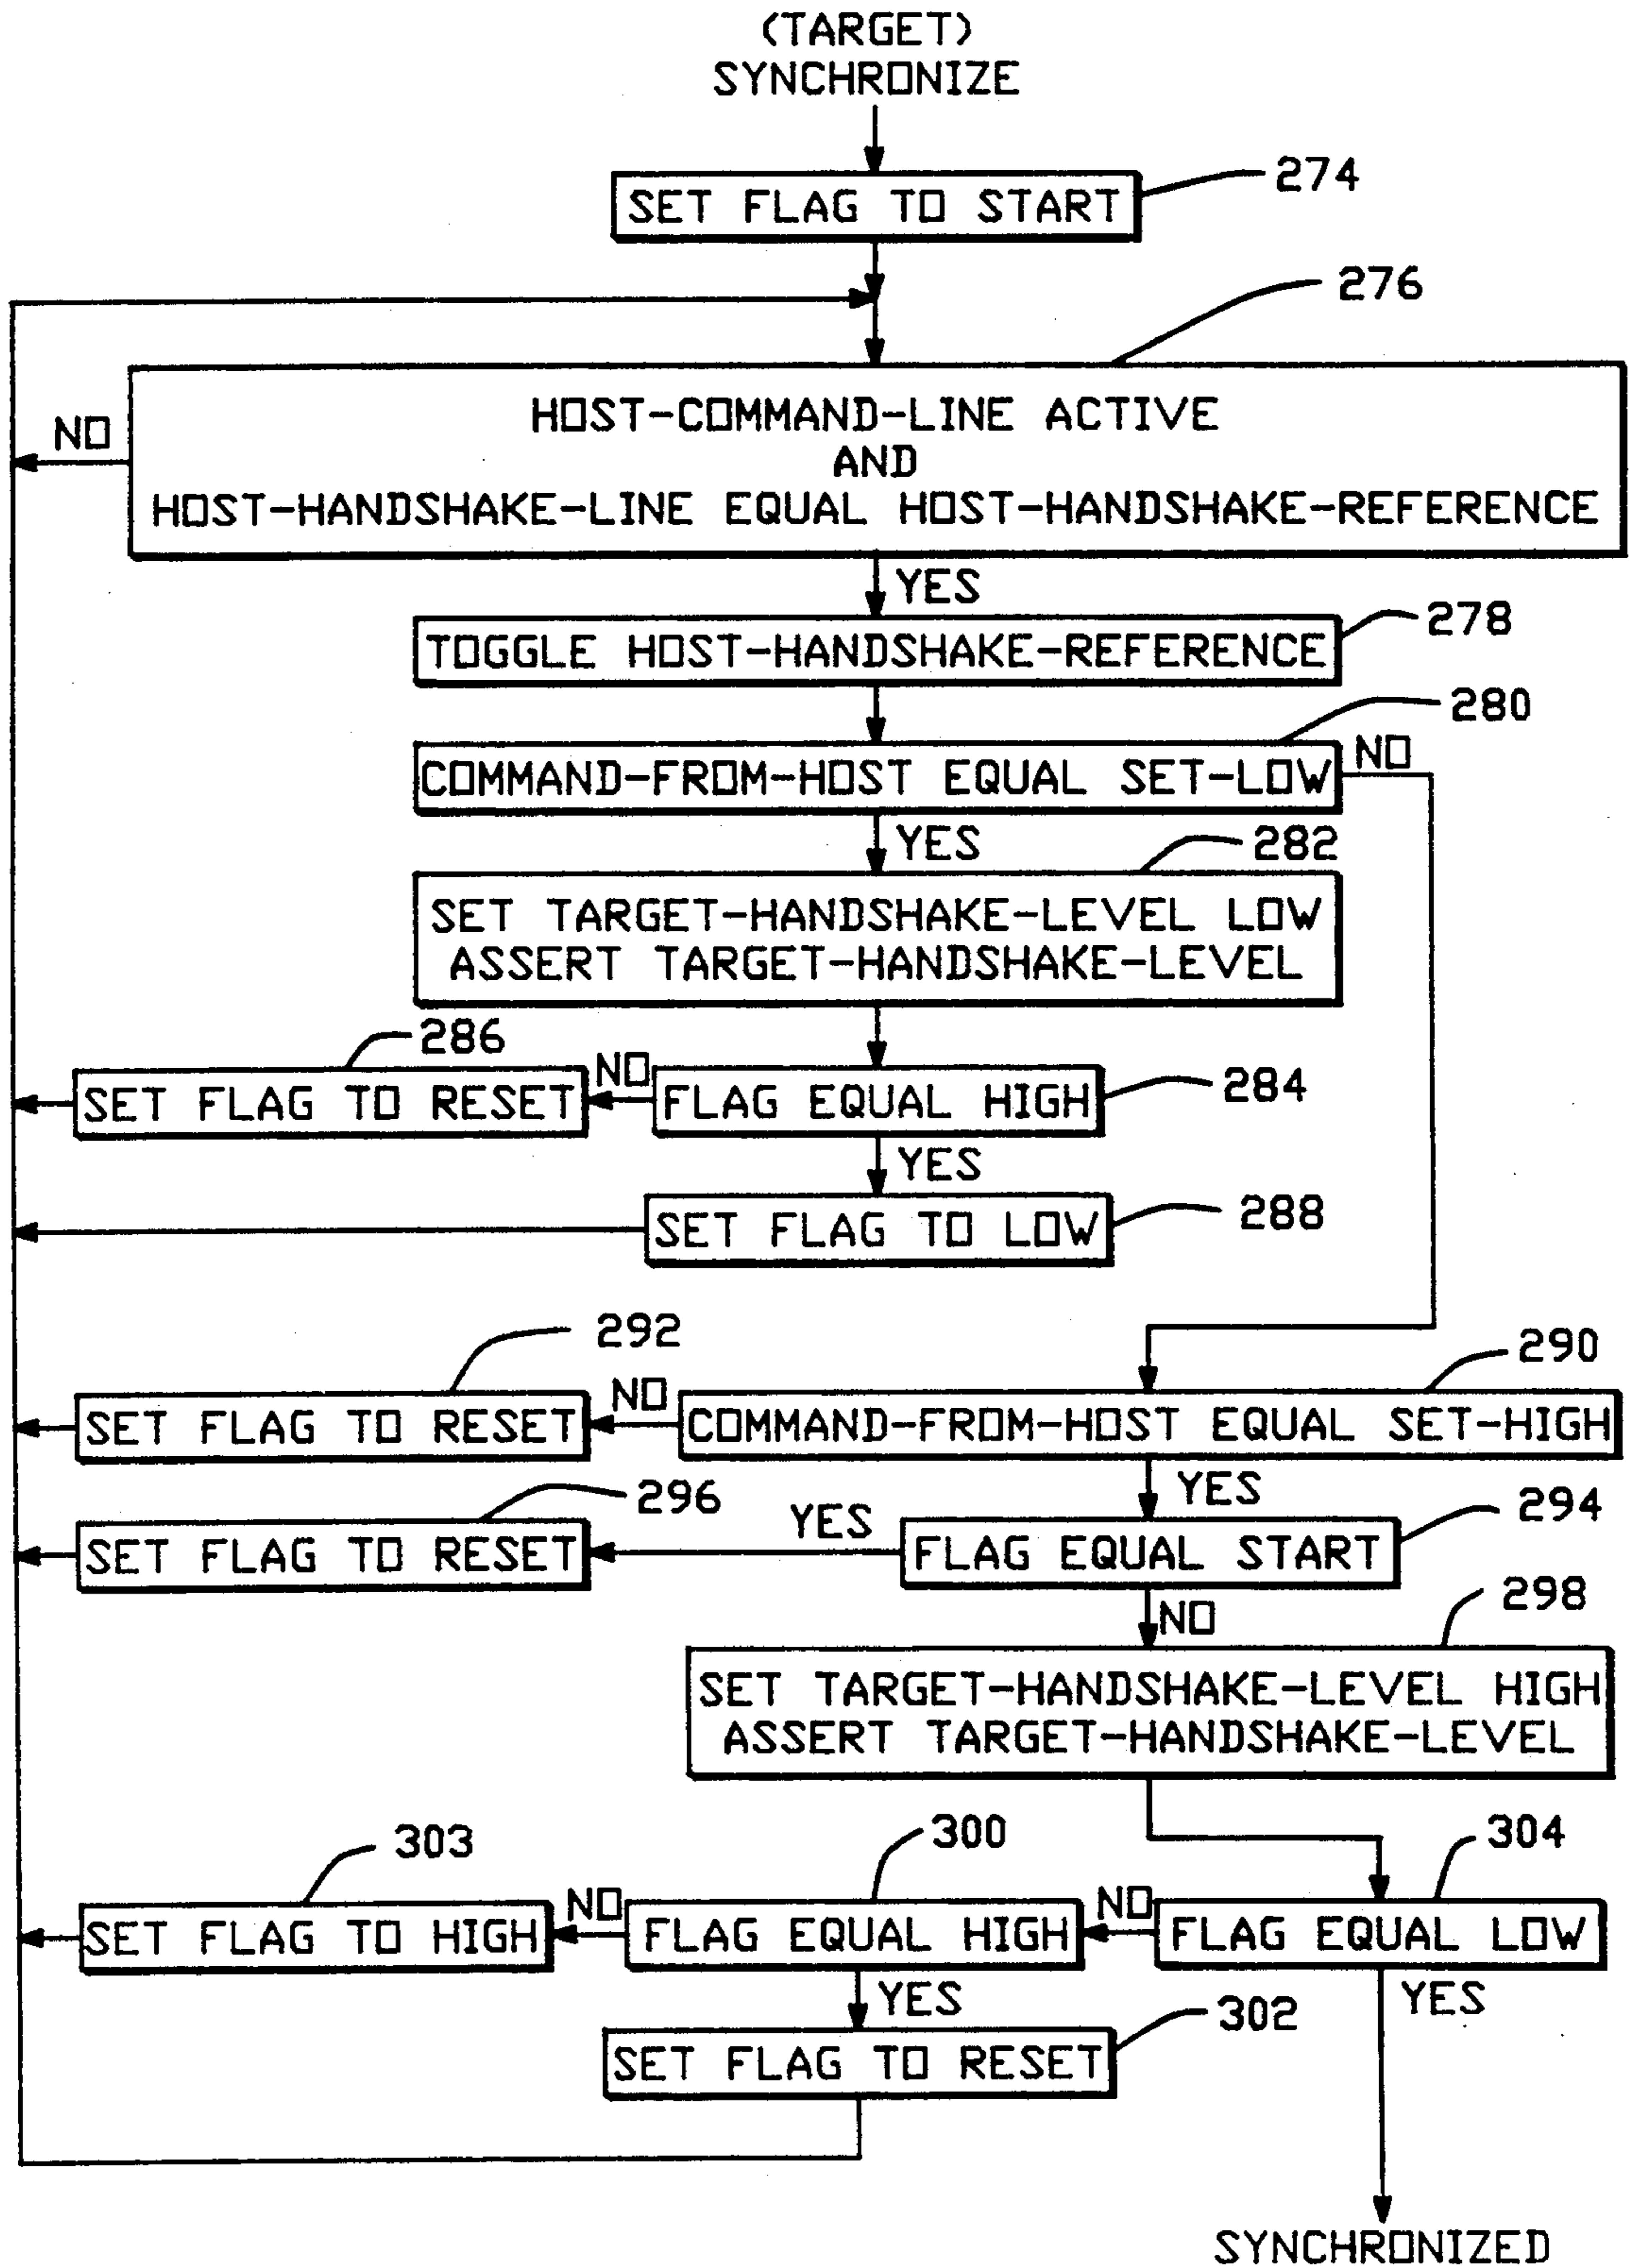 (TARGET)
SYNCHRONIZE
SET FLAG TO START
274
276
HOST-COMMAND-LINE ACTIVE
AND
HOST-HANDSHAKE-LINE EQUAL HOST-HANDSHAKE-REFERENCE
NO
YES
TOGGLE HOST-HANDSHAKE-REFERENCE
278
280
COMMAND-FROM-HOST EQUAL SET-LOW
NO
YES
282
SET TARGET-HANDSHAKE-LEVEL LOW
ASSERT TARGET-HANDSHAKE-LEVEL
286
SET FLAG TO RESET
NO
FLAG EQUAL HIGH
284
YES
SET FLAG TO LOW
288
292
290
SET FLAG TO RESET
NO
COMMAND-FROM-HOST EQUAL SET-HIGH
YES
296
294
SET FLAG TO RESET
YES
FLAG EQUAL START
NO
298
SET TARGET-HANDSHAKE-LEVEL HIGH
ASSERT TARGET-HANDSHAKE-LEVEL
303
300
304
SET FLAG TO HIGH
NO
FLAG EQUAL HIGH
NO
FLAG EQUAL LOW
YES
YES
302
SET FLAG TO RESET
SYNCHRONIZED